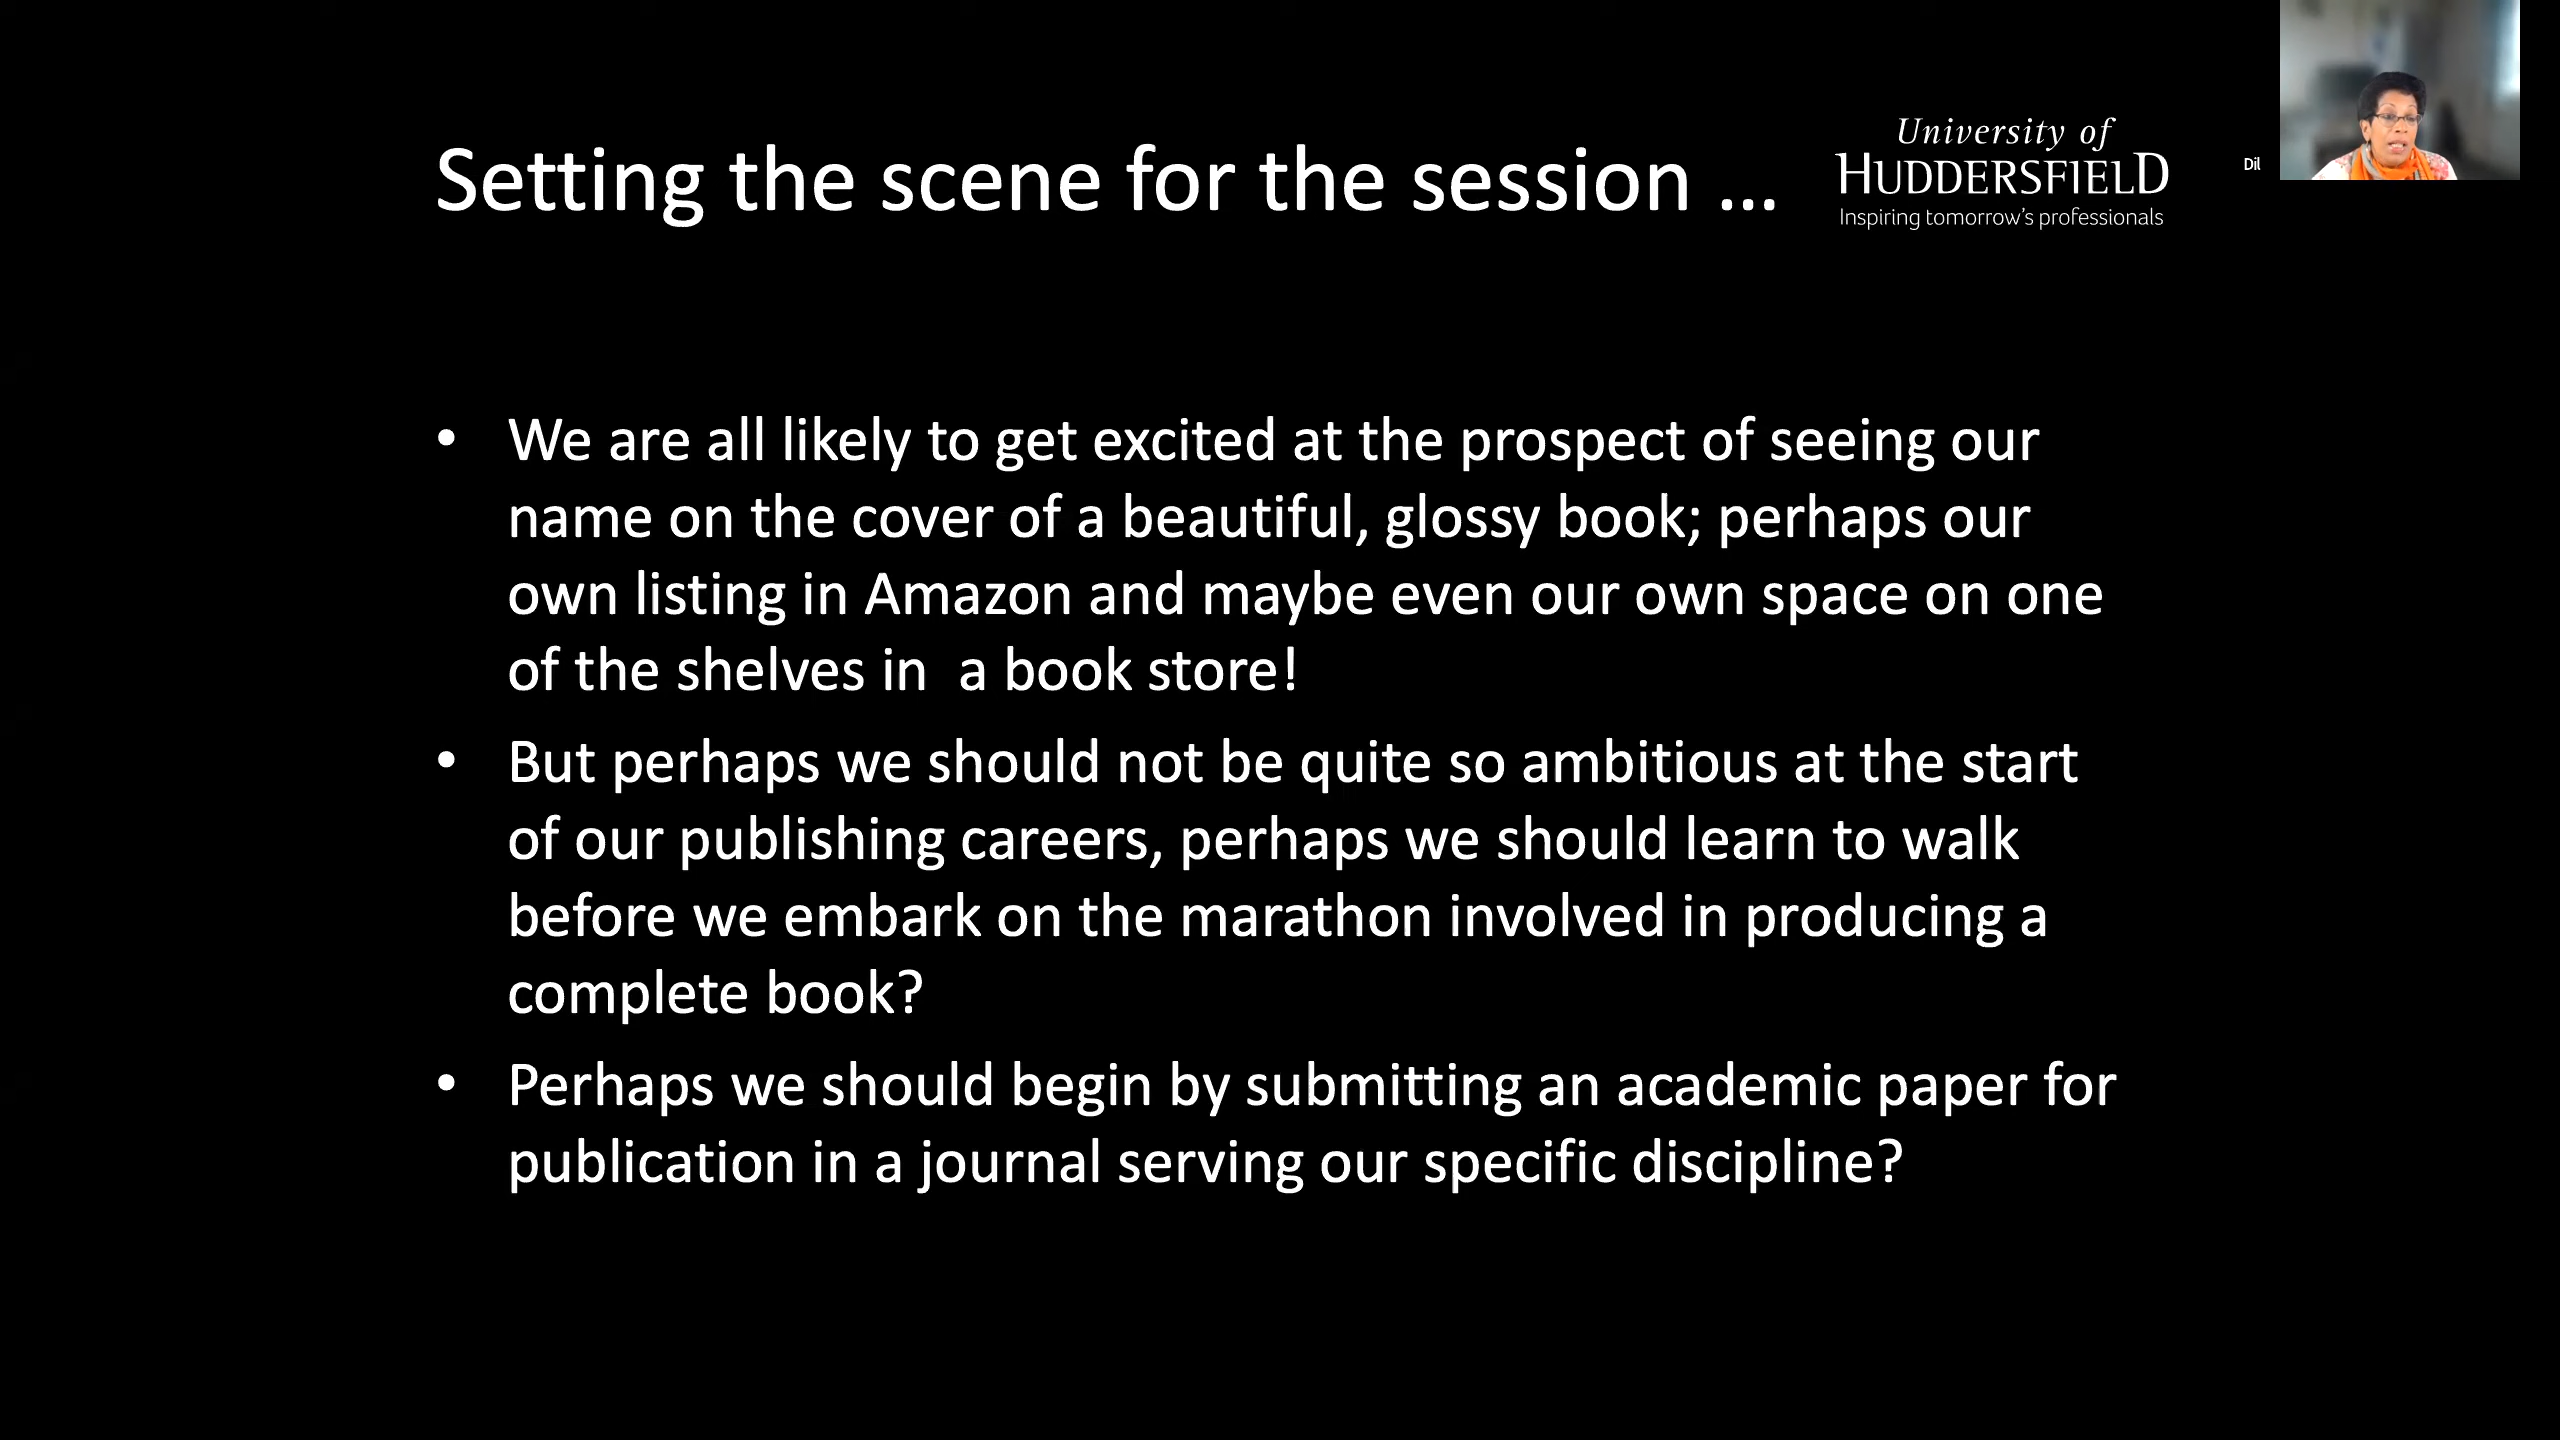 Setting the scene for the session ...
University of
HUDDERSFIELD
Inspiring tomorrow's professionals
Dil
• We are all likely to get excited at the prospect of seeing our
name on the cover of a beautiful, glossy book; perhaps our
own listing in Amazon and maybe even our own space on one
of the shelves in  a book store!
• But perhaps we should not be quite so ambitious at the start
of our publishing careers, perhaps we should learn to walk
before we embark on the marathon involved in producing a
complete book?
• Perhaps we should begin by submitting an academic paper for
publication in a journal serving our specific discipline?